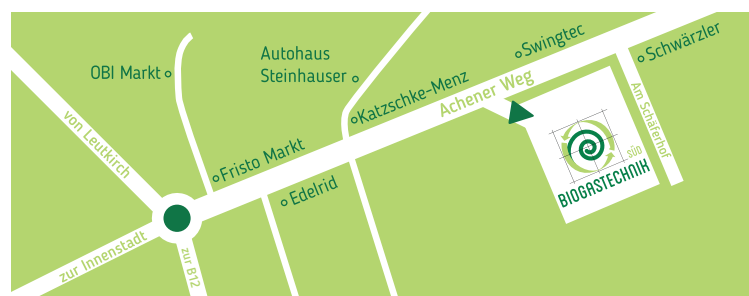 Swingtec
Schwärzler
Autohaus
Steinhauser
OBI Markt
Katzschke-Menz
Achener Weg
Am Schäferhof
von Leutkirch
Fristo Markt
Edelrid
SÜD
BIOGASTECHNIK
zur Innenstadt
zur B12